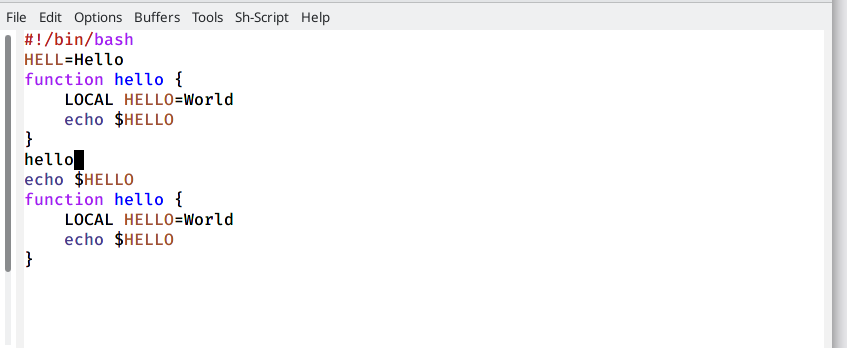 File Edit Options Buffers Tools Sh-Script Help
#!/bin/bash
HELL=Hello
function hello {
    LOCAL HELLO=World
    echo $HELLO
}
hello
echo $HELLO
function hello {
    LOCAL HELLO=World
    echo $HELLO
}